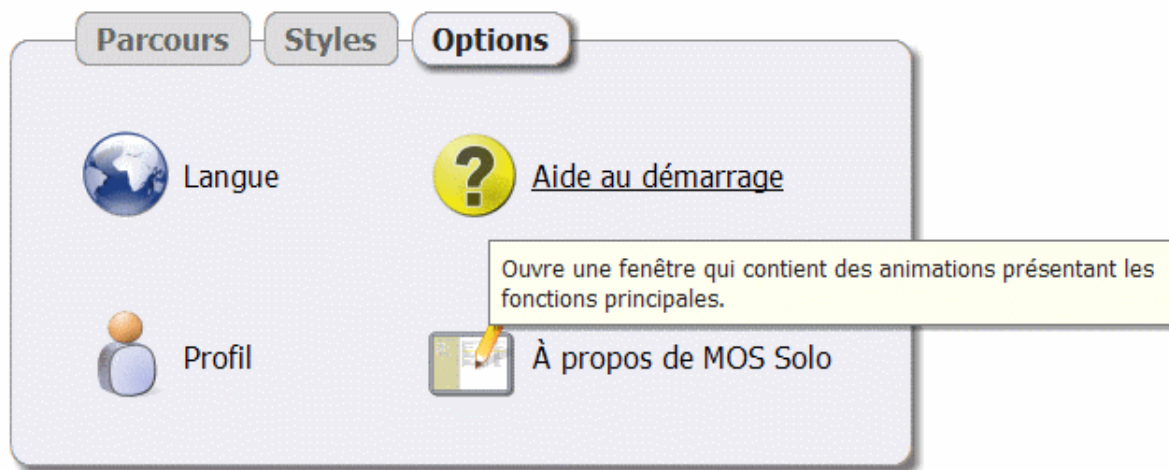 Parcours Styles Options
Langue Aide au démarrage
Ouvre une fenêtre qui contient des animations présentant les
fonctions principales.
Profil À propos de MOS Solo